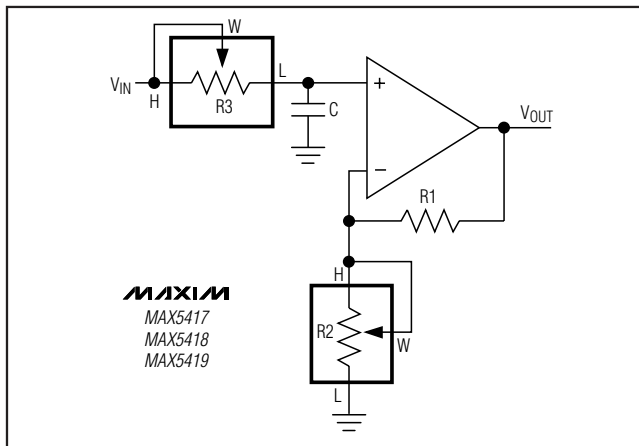 W
V_IN
H
R3
L
C
+
−
V_OUT
R1
H
R2
W
L
MAXIM
MAX5417
MAX5418
MAX5419